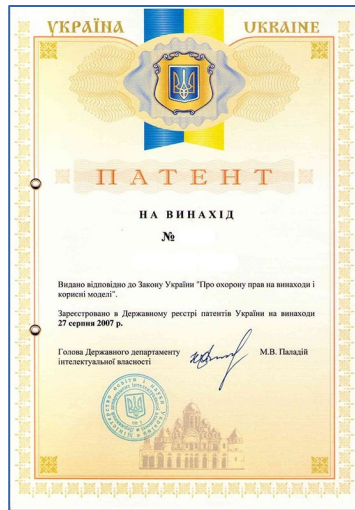 УКРАЇНА UKRAINE
ПАТЕНТ
НА ВИНАХІД
№
Видано відповідно до Закону України "Про охорону прав на винаходи і
корисні моделі".
Зареєстровано в Державному реєстрі патентів України на винаходи
27 серпня 2007 р.
Голова Державного департаменту
інтелектуальної власності
М.В. Паладій